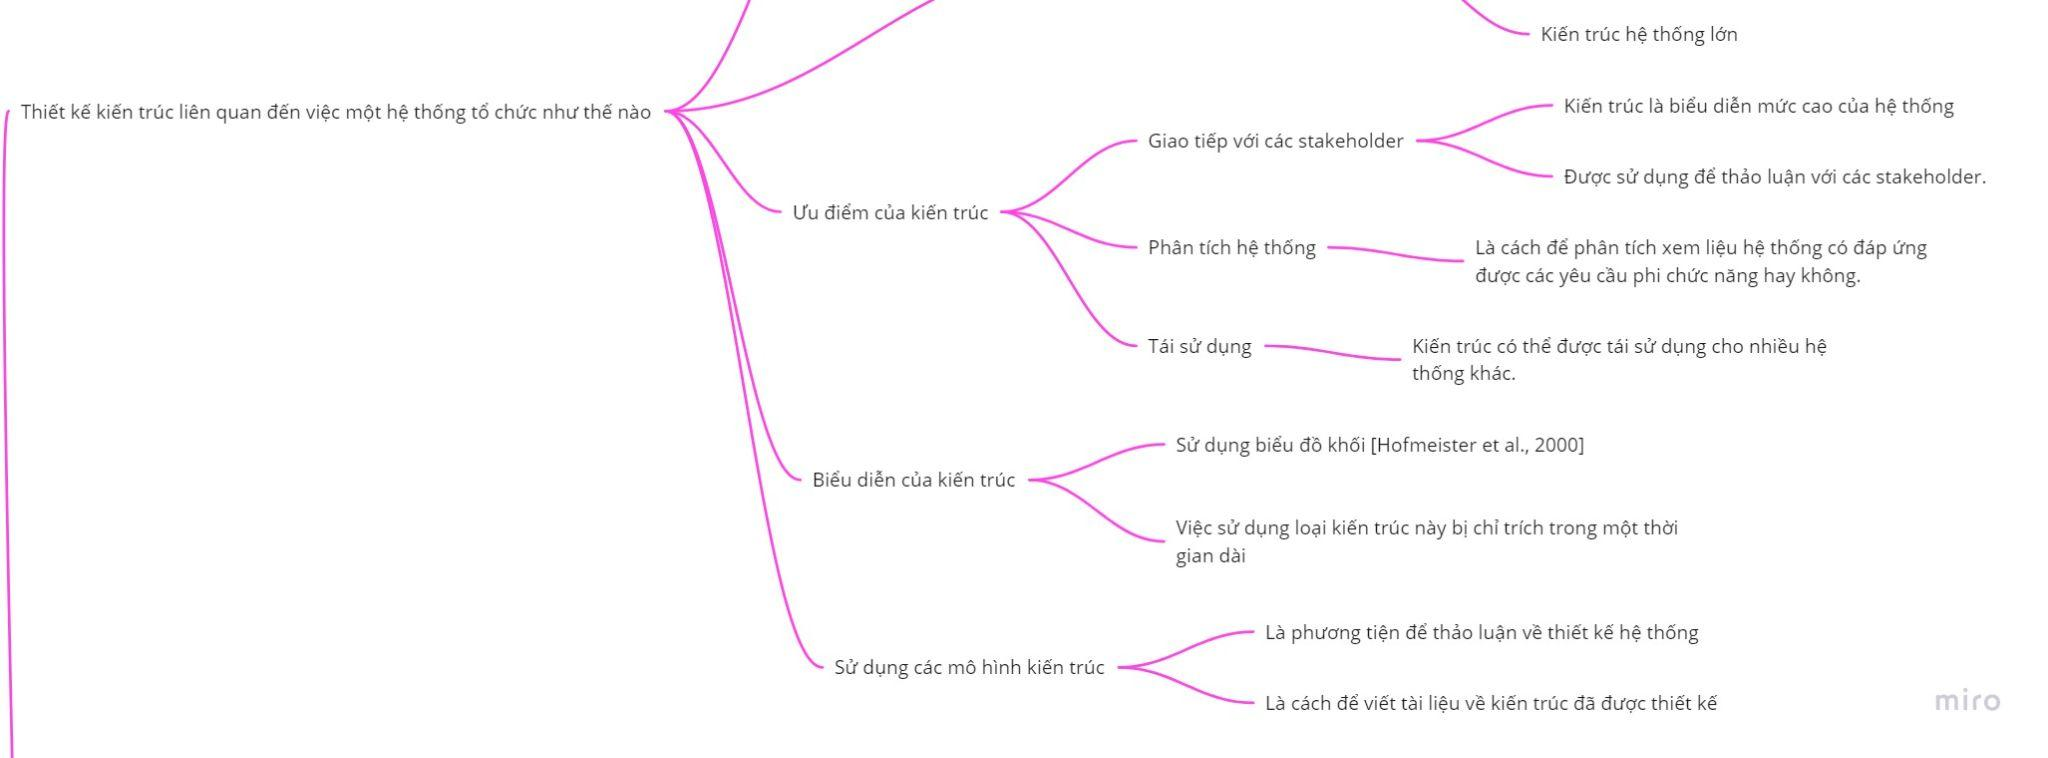 Kiến trúc hệ thống lớn
Thiết kế kiến trúc liên quan đến việc một hệ thống tổ chức như thế nào
Ưu điểm của kiến trúc
Giao tiếp với các stakeholder
Kiến trúc là biểu diễn mức cao của hệ thống
Được sử dụng để thảo luận với các stakeholder.
Phân tích hệ thống
Là cách để phân tích xem liệu hệ thống có đáp ứng
được các yêu cầu phi chức năng hay không.
Tái sử dụng
Kiến trúc có thể được tái sử dụng cho nhiều hệ
thống khác.
Biểu diễn của kiến trúc
Sử dụng biểu đồ khối [Hofmeister et al., 2000]
Việc sử dụng loại kiến trúc này bị chỉ trích trong một thời
gian dài
Sử dụng các mô hình kiến trúc
Là phương tiện để thảo luận về thiết kế hệ thống
Là cách để viết tài liệu về kiến trúc đã được thiết kế
miro